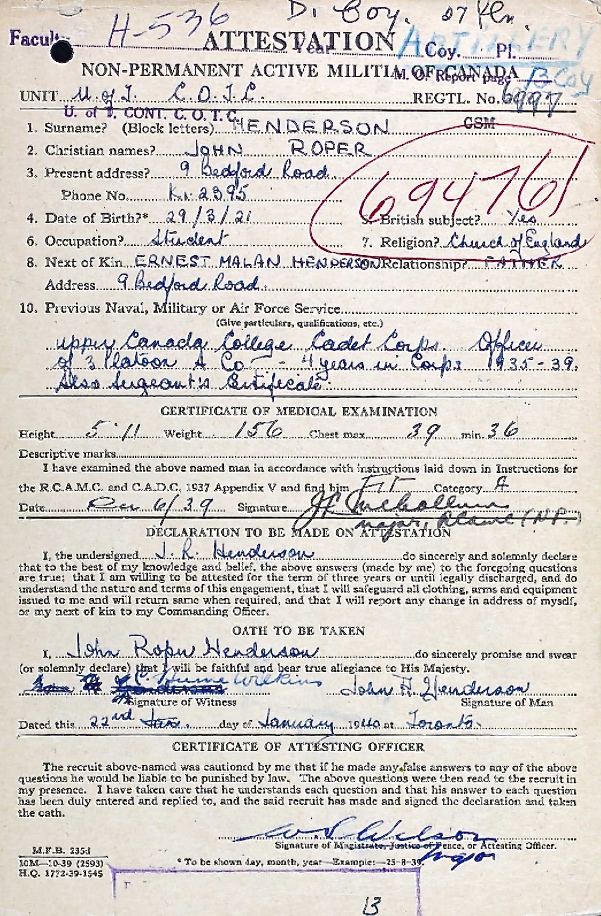 Faculty H-536 D. Coy. 27 Pln.
ATTESTATION Year Coy. Pl. ARTILLERY
NON-PERMANENT ACTIVE MILITIA OF CANADA M. O. Report page B Coy
UNIT U of T. C.O.T.C. REGTL. No. 6997
U. of T. CONT. C. O. T. C. CSM
1. Surname? (Block letters) HENDERSON
2. Christian names? JOHN ROPER
694761
3. Present address? 9 Bedford Road
Phone No. Ki. 2395
4. Date of Birth?* 29/3/21 5. British subject? Yes
6. Occupation? Student 7. Religion? Church of England
8. Next of Kin ERNEST MALAN HENDERSON Relationship? FATHER
Address 9 Bedford Road.
10. Previous Naval, Military or Air Force Service
(Give particulars, qualifications, etc.)
Upper Canada College Cadet Corps. Officer
of 3 Platoon A Co — - 4 years in Corps 1935-39.
Also Sergeant's Certificate
CERTIFICATE OF MEDICAL EXAMINATION
Height 5'11 Weight 156 Chest max. 39 min. 36
Descriptive marks
I have examined the above named man in accordance with instructions laid down in Instructions for
the R.C.A.M.C. and C.A.D.C. 1937 Appendix V and find him FIT Category A
Date Dec 6/39 Signature
Major,
DECLARATION TO BE MADE ON ATTESTATION
I, the undersigned J. R. Henderson do sincerely and solemnly declare
that to the best of my knowledge and belief, the above answers (made by me) to the foregoing questions
are true; that I am willing to be attested for the term of three years or until legally discharged, and do
understand the nature and terms of this engagement, that I will safeguard all clothing, arms and equipment
issued to me and will return same when required, and that I will report any change in address of myself,
or my next of kin to my Commanding Officer.
OATH TO BE TAKEN
I, John Roper Henderson do sincerely promise and swear
(or solemnly declare) that I will be faithful and bear true allegiance to His Majesty.
Hume Wilkins John R. Henderson
Signature of Witness Signature of Man
Dated this 22nd Jan. day of January 1940 at Toronto.
CERTIFICATE OF ATTESTING OFFICER
The recruit above-named was cautioned by me that if he made any false answers to any of the above
questions he would be liable to be punished by law. The above questions were then read to the recruit in
my presence. I have taken care that he understands each question and that his answer to each question
has been duly entered and replied to, and the said recruit has made and signed the declaration and taken
the oath.
Wilson
Signature of Magistrate, Justice of Peace, or Attesting Officer.
Major
M.F.B. 235d
10M—10-39 (2593)
H.Q. 1772-39-1545
* To be shown day, month, year—Example:—25-8-39
B